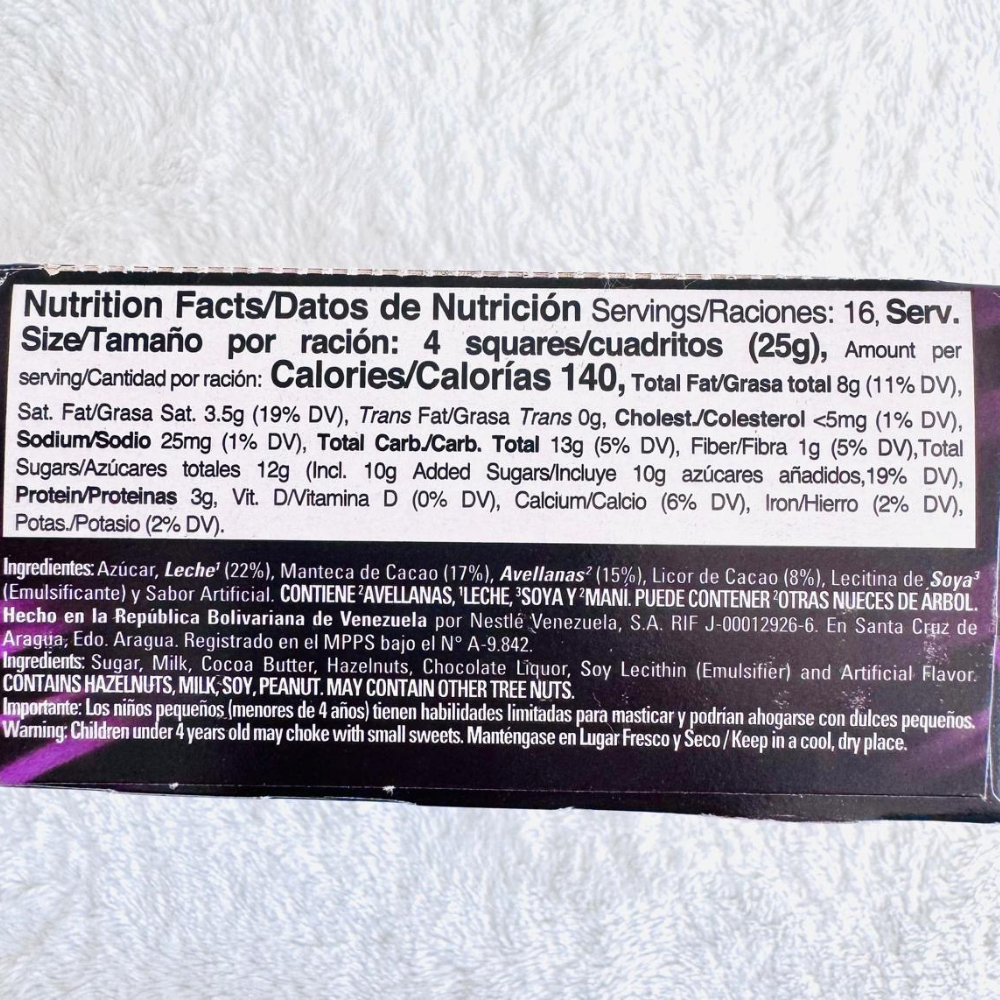 Nutrition Facts/Datos de Nutrición Servings/Raciones: 16, Serv.
Size/Tamaño por ración: 4 squares/cuadritos (25g), Amount per
serving/Cantidad por ración: Calories/Calorías 140, Total Fat/Grasa total 8g (11% DV),
Sat. Fat/Grasa Sat. 3.5g (19% DV), Trans Fat/Grasa Trans 0g, Cholest./Colesterol <5mg (1% DV),
Sodium/Sodio 25mg (1% DV), Total Carb./Carb. Total 13g (5% DV), Fiber/Fibra 1g (5% DV),Total
Sugars/Azúcares totales 12g (Incl. 10g Added Sugars/Incluye 10g azúcares añadidos,19% DV),
Protein/Proteinas 3g, Vit. D/Vitamina D (0% DV), Calcium/Calcio (6% DV), Iron/Hierro (2% DV),
Potas./Potasio (2% DV).
Ingredientes: Azúcar, Leche¹ (22%), Manteca de Cacao (17%), Avellanas² (15%), Licor de Cacao (8%), Lecitina de Soya³
(Emulsificante) y Sabor Artificial. CONTIENE ²AVELLANAS, ¹LECHE, ³SOYA Y ²MANÍ. PUEDE CONTENER ²OTRAS NUECES DE ÁRBOL.
Hecho en la República Bolivariana de Venezuela por Nestlé Venezuela, S.A. RIF J-00012926-6. En Santa Cruz de
Aragua, Edo. Aragua. Registrado en el MPPS bajo el N° A-9.842.
Ingredients: Sugar, Milk, Cocoa Butter, Hazelnuts, Chocolate Liquor, Soy Lecithin (Emulsifier) and Artificial Flavor.
CONTAINS HAZELNUTS, MILK, SOY, PEANUT. MAY CONTAIN OTHER TREE NUTS.
Importante: Los niños pequeños (menores de 4 años) tienen habilidades limitadas para masticar y podrían ahogarse con dulces pequeños.
Warning: Children under 4 years old may choke with small sweets. Manténgase en Lugar Fresco y Seco / Keep in a cool, dry place.